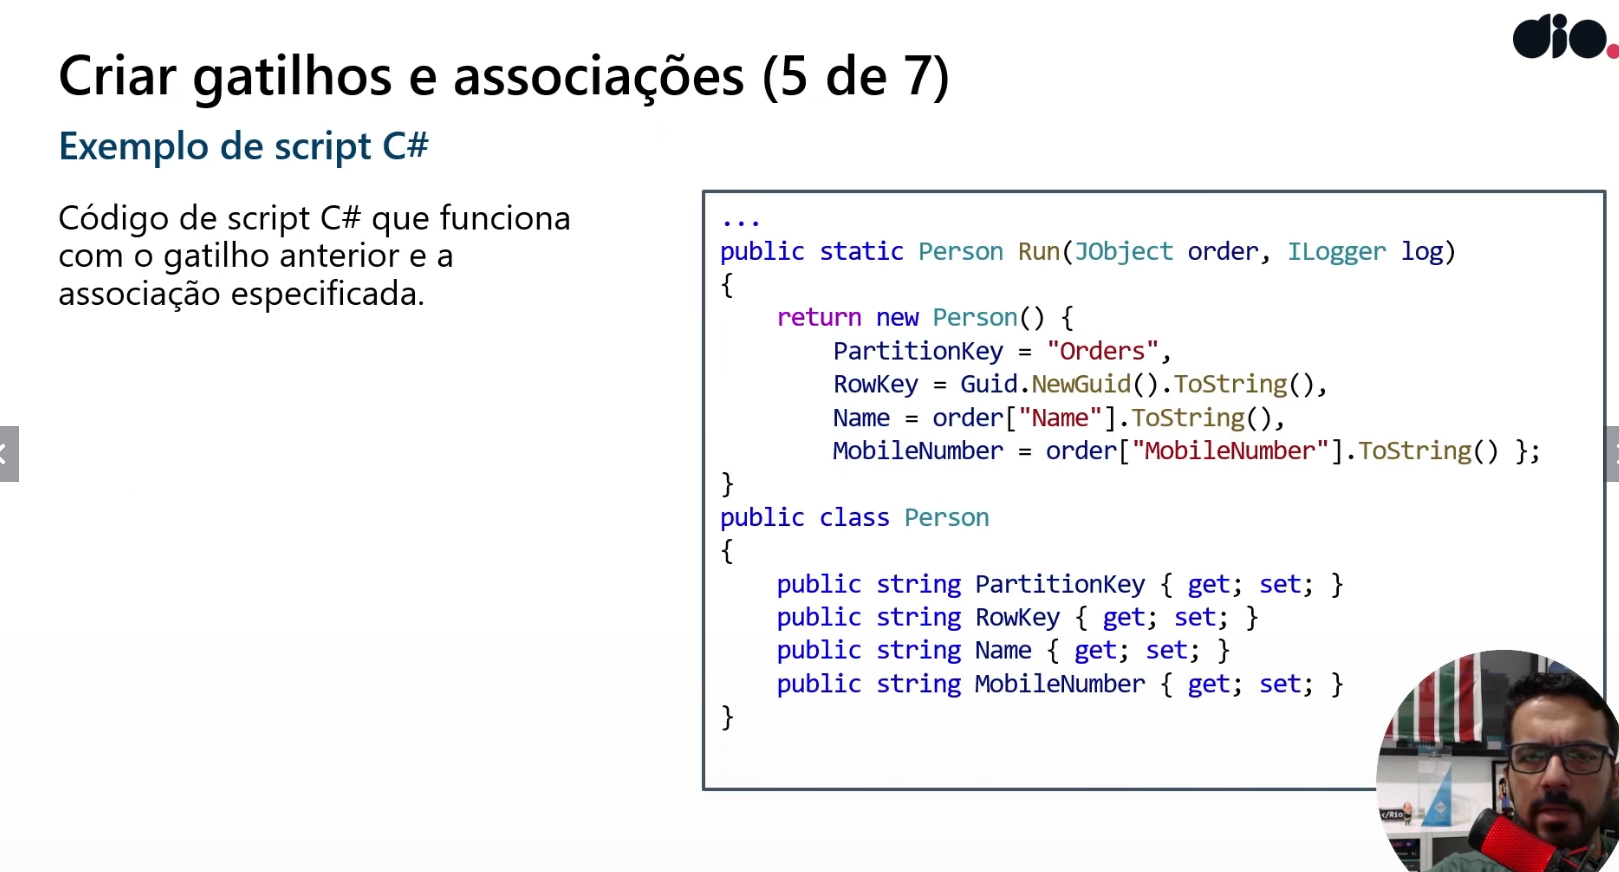 dio.
Criar gatilhos e associações (5 de 7)
Exemplo de script C#
Código de script C# que funciona
com o gatilho anterior e a
associação especificada.
...
public static Person Run(JObject order, ILogger log)
{
    return new Person() {
        PartitionKey = "Orders",
        RowKey = Guid.NewGuid().ToString(),
        Name = order["Name"].ToString(),
        MobileNumber = order["MobileNumber"].ToString() };
}
public class Person
{
    public string PartitionKey { get; set; }
    public string RowKey { get; set; }
    public string Name { get; set; }
    public string MobileNumber { get; set; }
}